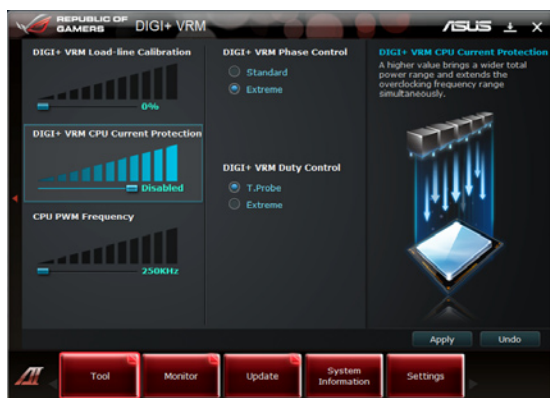 REPUBLIC OF
GAMERS
DIGI+ VRM
ASUS
DIGI+ VRM Load-line Calibration
0%
DIGI+ VRM CPU Current Protection
Disabled
CPU PWM Frequency
250KHz
DIGI+ VRM Phase Control
Standard
Extreme
DIGI+ VRM Duty Control
T.Probe
Extreme
DIGI+ VRM CPU Current Protection
A higher value brings a wider total
power range and extends the
overclocking frequency range
simultaneously.
Apply
Undo
AI
Tool
Monitor
Update
System
Information
Settings